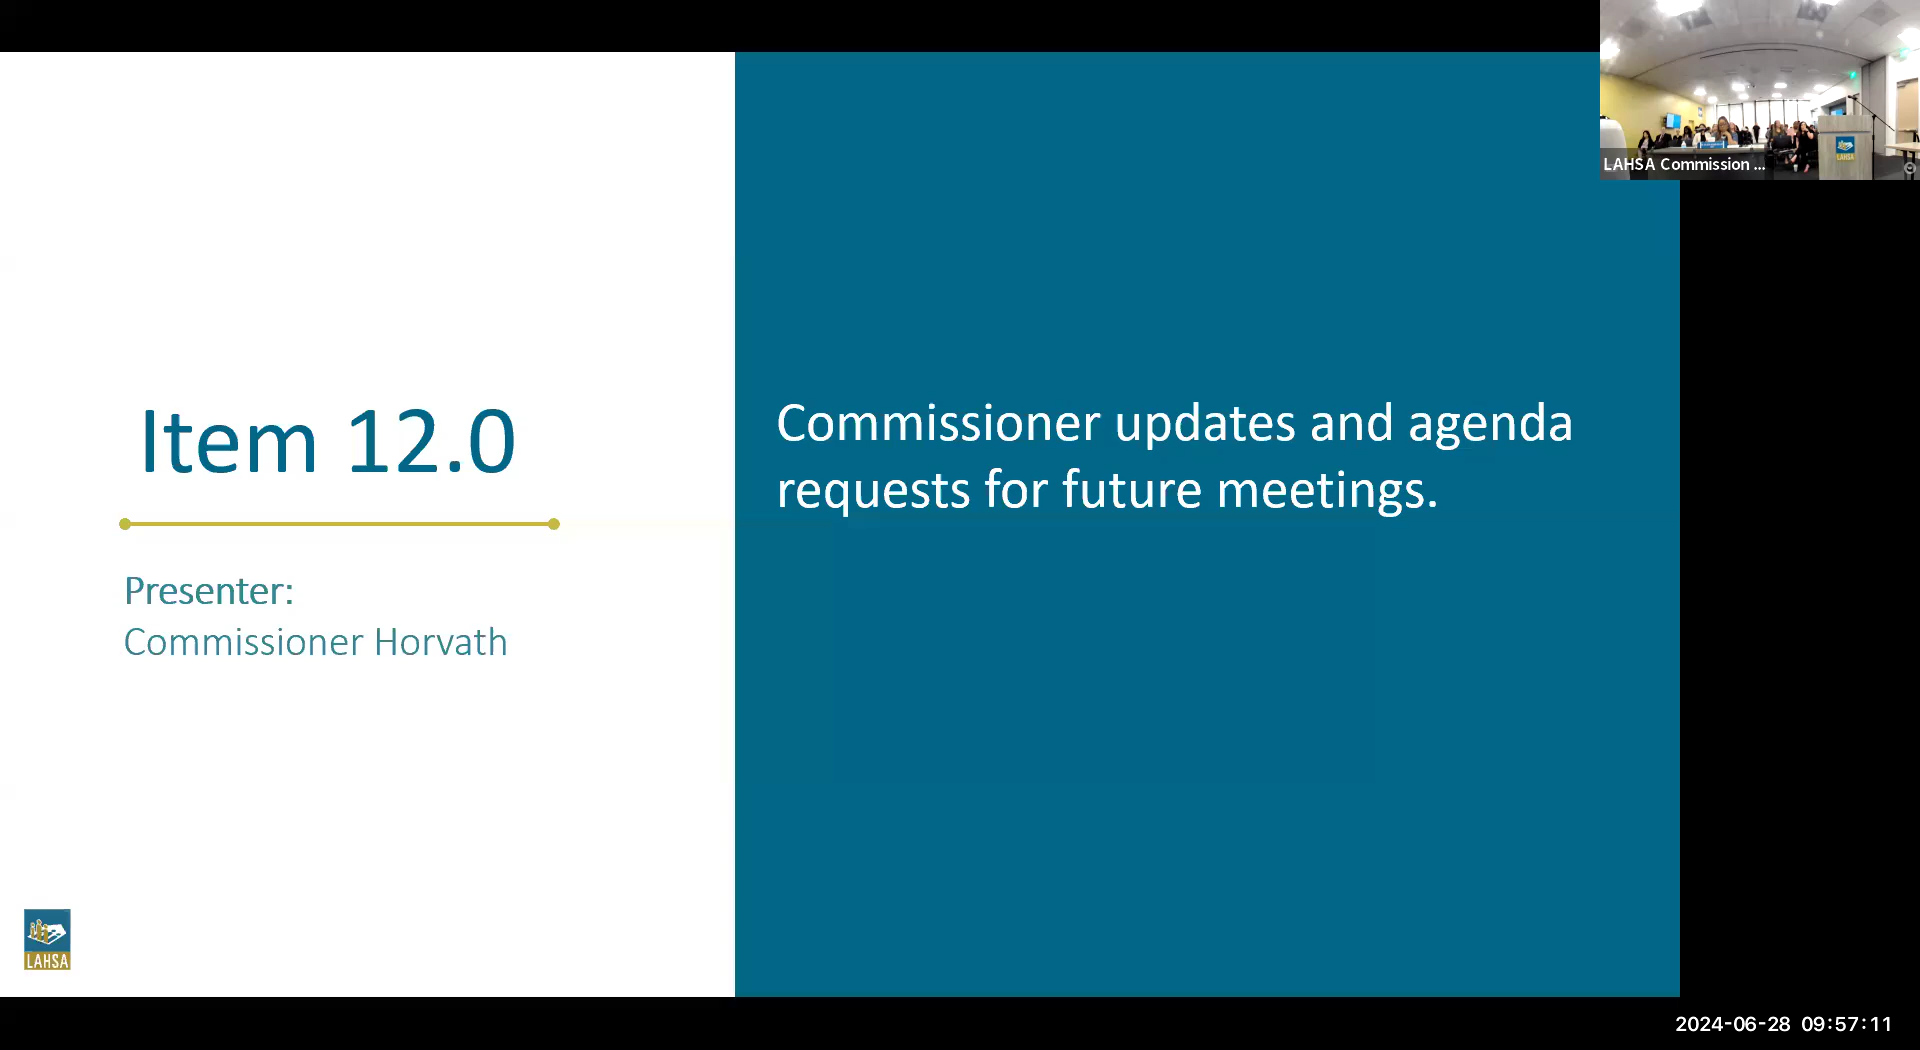 Item 12.0
Presenter:
Commissioner Horvath
Commissioner updates and agenda
requests for future meetings.
LAHSA
LAHSA Commission ...
LAHSA
2024-06-28 09:57:11